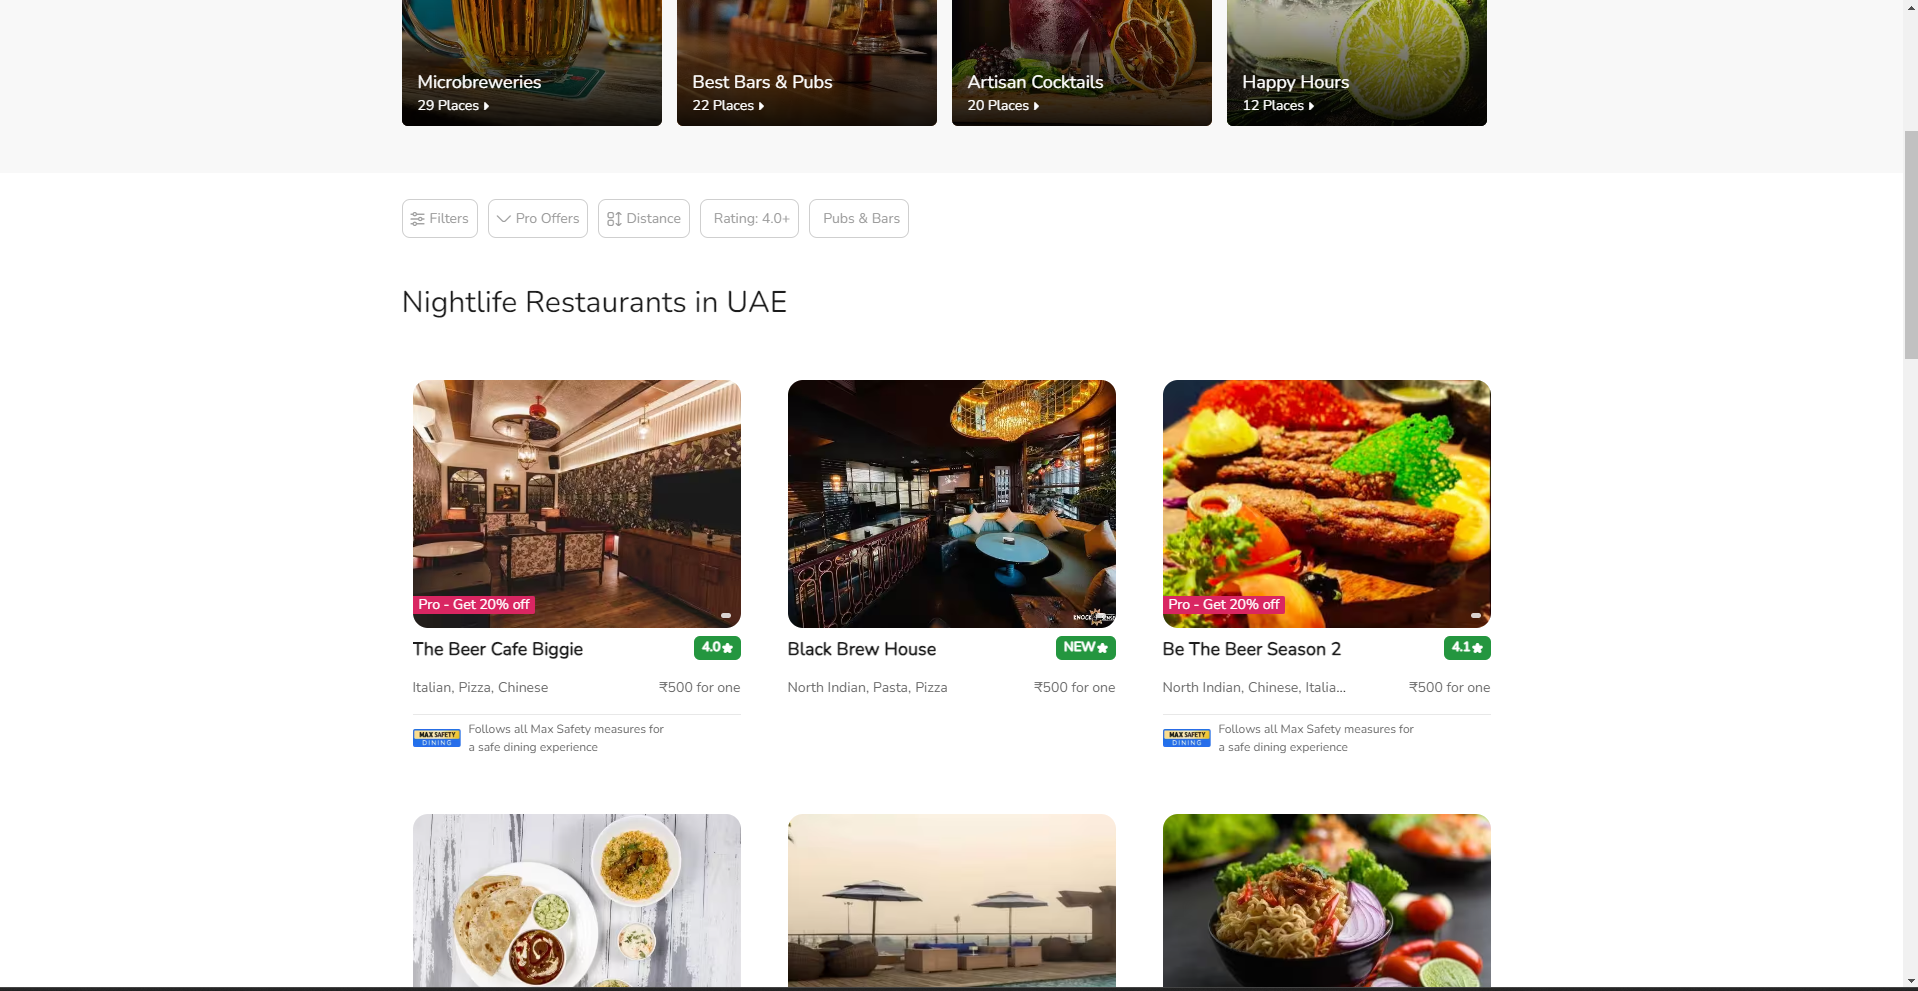 Microbreweries
29 Places
Best Bars & Pubs
22 Places
Artisan Cocktails
20 Places
Happy Hours
12 Places
Filters
Pro Offers
Distance
Rating: 4.0+
Pubs & Bars
Nightlife Restaurants in UAE
Pro - Get 20% off
The Beer Cafe Biggie
4.0★
Italian, Pizza, Chinese
₹500 for one
MAX SAFETY
DINING
Follows all Max Safety measures for
a safe dining experience
Black Brew House
NEW★
North Indian, Pasta, Pizza
₹500 for one
Pro - Get 20% off
Be The Beer Season 2
4.1★
North Indian, Chinese, Italia...
₹500 for one
MAX SAFETY
DINING
Follows all Max Safety measures for
a safe dining experience